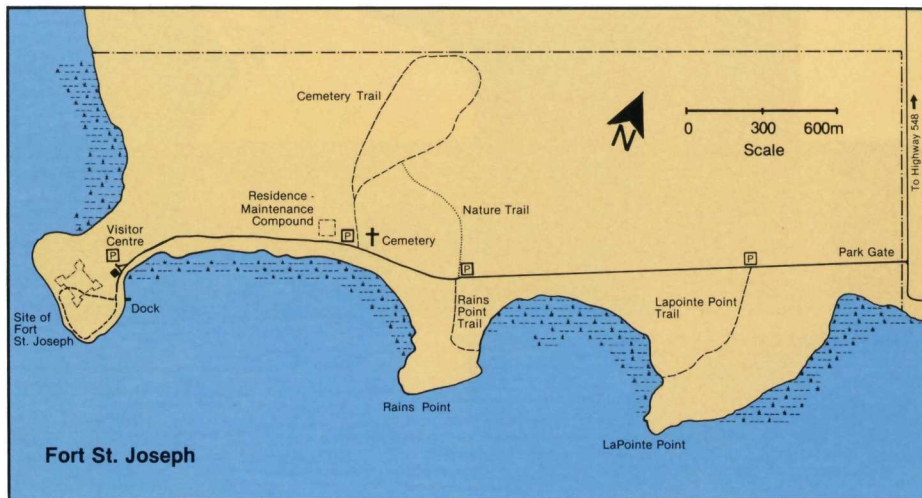 Cemetery Trail
N
0 300 600m
Scale
To Highway 548
Residence -
Maintenance
Compound
Nature Trail
Visitor
Centre
P
P
Cemetery
P
P
Park Gate
Rains
Point
Trail
Lapointe Point
Trail
Dock
Site of
Fort
St. Joseph
Rains Point
LaPointe Point
Fort St. Joseph